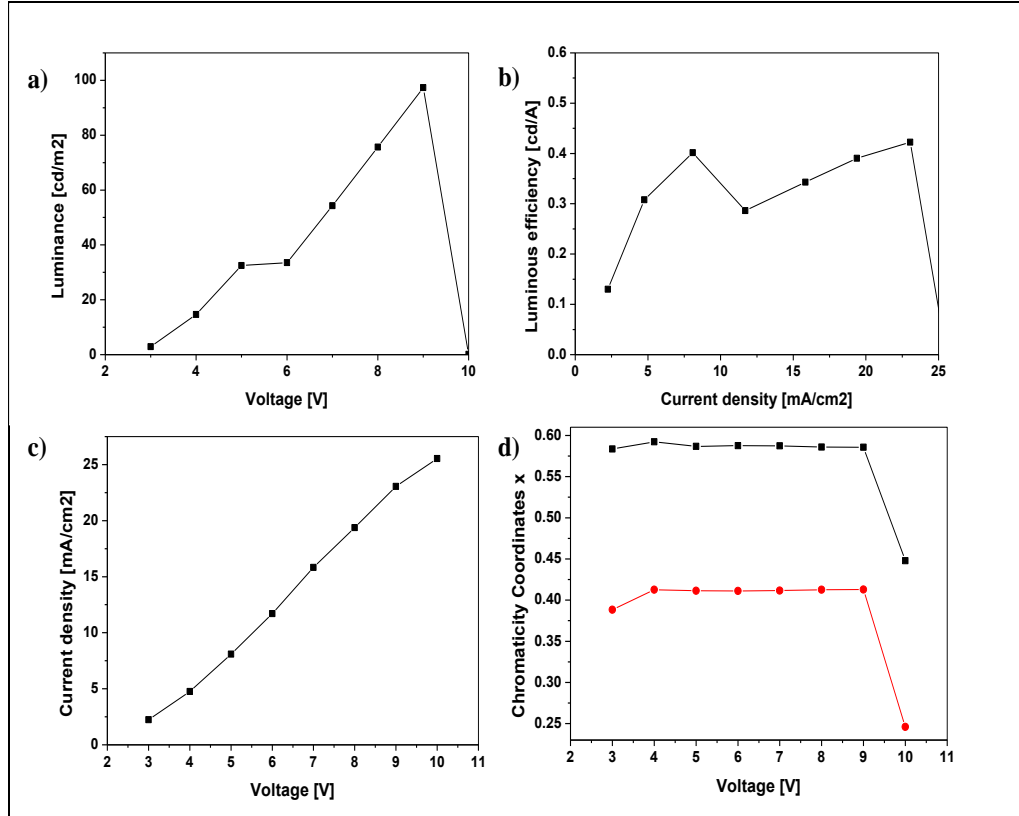 a)
Luminance [cd/m2]
100
80
60
40
20
0
2 4 6 8 10
Voltage [V]
b)
Luminous efficiency [cd/A]
0.6
0.5
0.4
0.3
0.2
0.1
0.0
0 5 10 15 20 25
Current density [mA/cm2]
c)
Current density [mA/cm2]
25
20
15
10
5
0
2 3 4 5 6 7 8 9 10 11
Voltage [V]
d)
Chromaticity Coordinates x
0.60
0.55
0.50
0.45
0.40
0.35
0.30
0.25
2 3 4 5 6 7 8 9 10 11
Voltage [V]